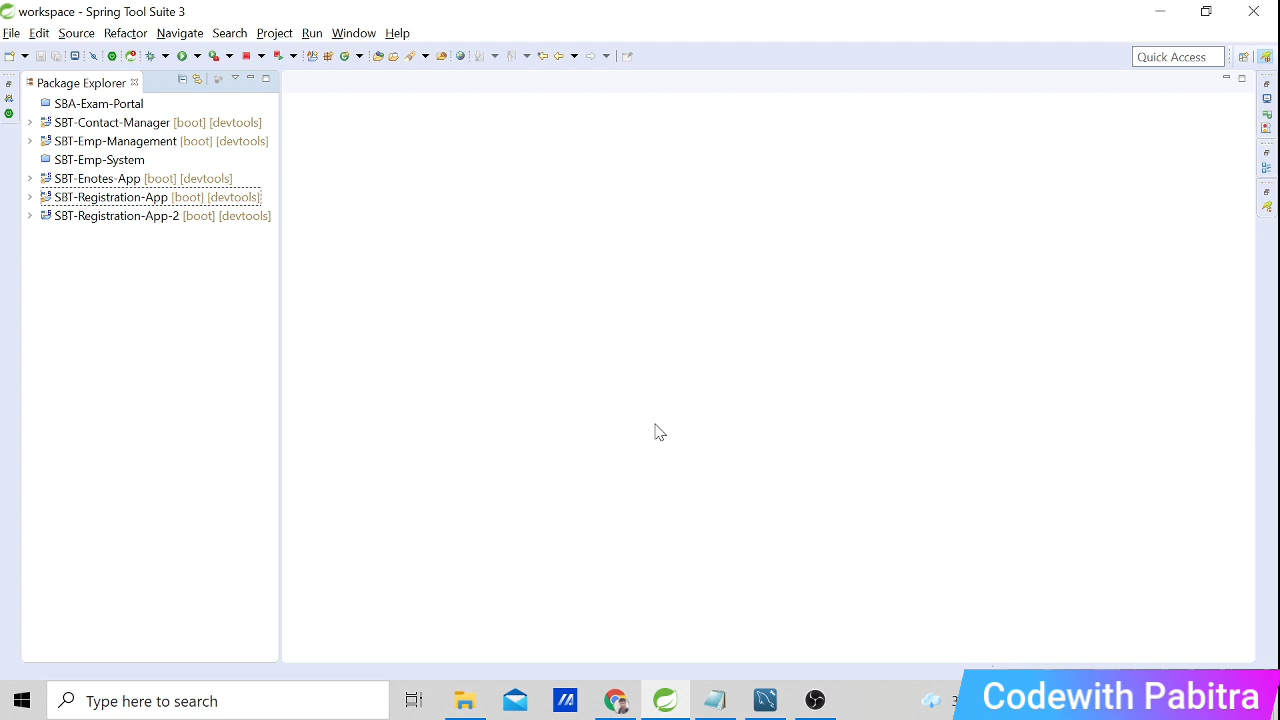 workspace - Spring Tool Suite 3
File Edit Source Refactor Navigate Search Project Run Window Help
Quick Access
Package Explorer
SBA-Exam-Portal
SBT-Contact-Manager [boot] [devtools]
SBT-Emp-Management [boot] [devtools]
SBT-Emp-System
SBT-Enotes-App [boot] [devtools]
SBT-Registration-App [boot] [devtools]
SBT-Registration-App-2 [boot] [devtools]
Type here to search
Codewith Pabitra